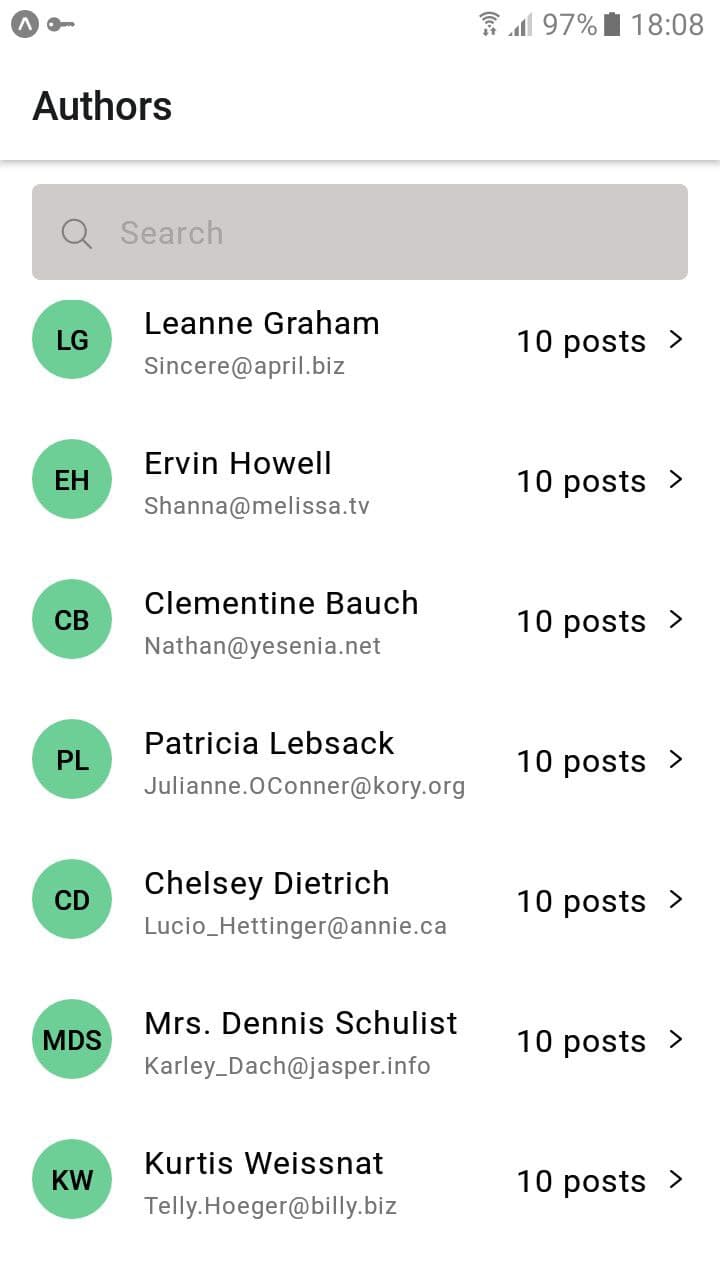 97% 18:08
Authors
Search
LG Leanne Graham 10 posts
Sincere@april.biz
EH Ervin Howell 10 posts
Shanna@melissa.tv
CB Clementine Bauch 10 posts
Nathan@yesenia.net
PL Patricia Lebsack 10 posts
Julianne.OConner@kory.org
CD Chelsey Dietrich 10 posts
Lucio_Hettinger@annie.ca
MDS Mrs. Dennis Schulist 10 posts
Karley_Dach@jasper.info
KW Kurtis Weissnat 10 posts
Telly.Hoeger@billy.biz